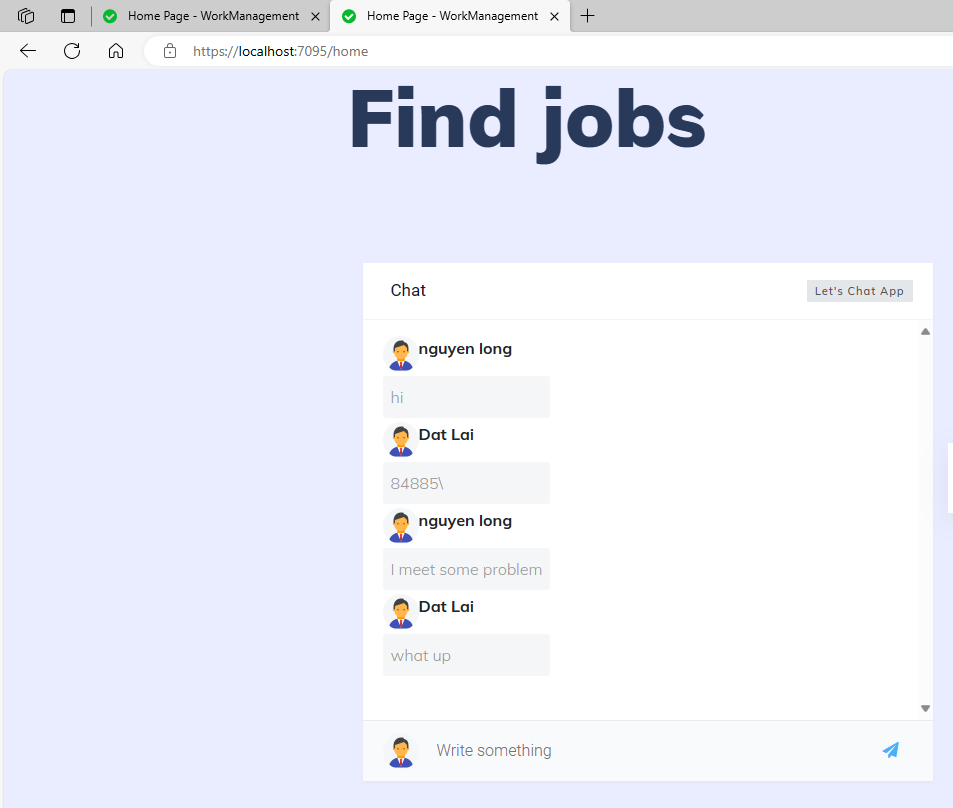 Home Page - WorkManagement
Home Page - WorkManagement
https://localhost:7095/home
Find jobs
Chat
Let's Chat App
nguyen long
hi
Dat Lai
84885\
nguyen long
I meet some problem
Dat Lai
what up
Write something